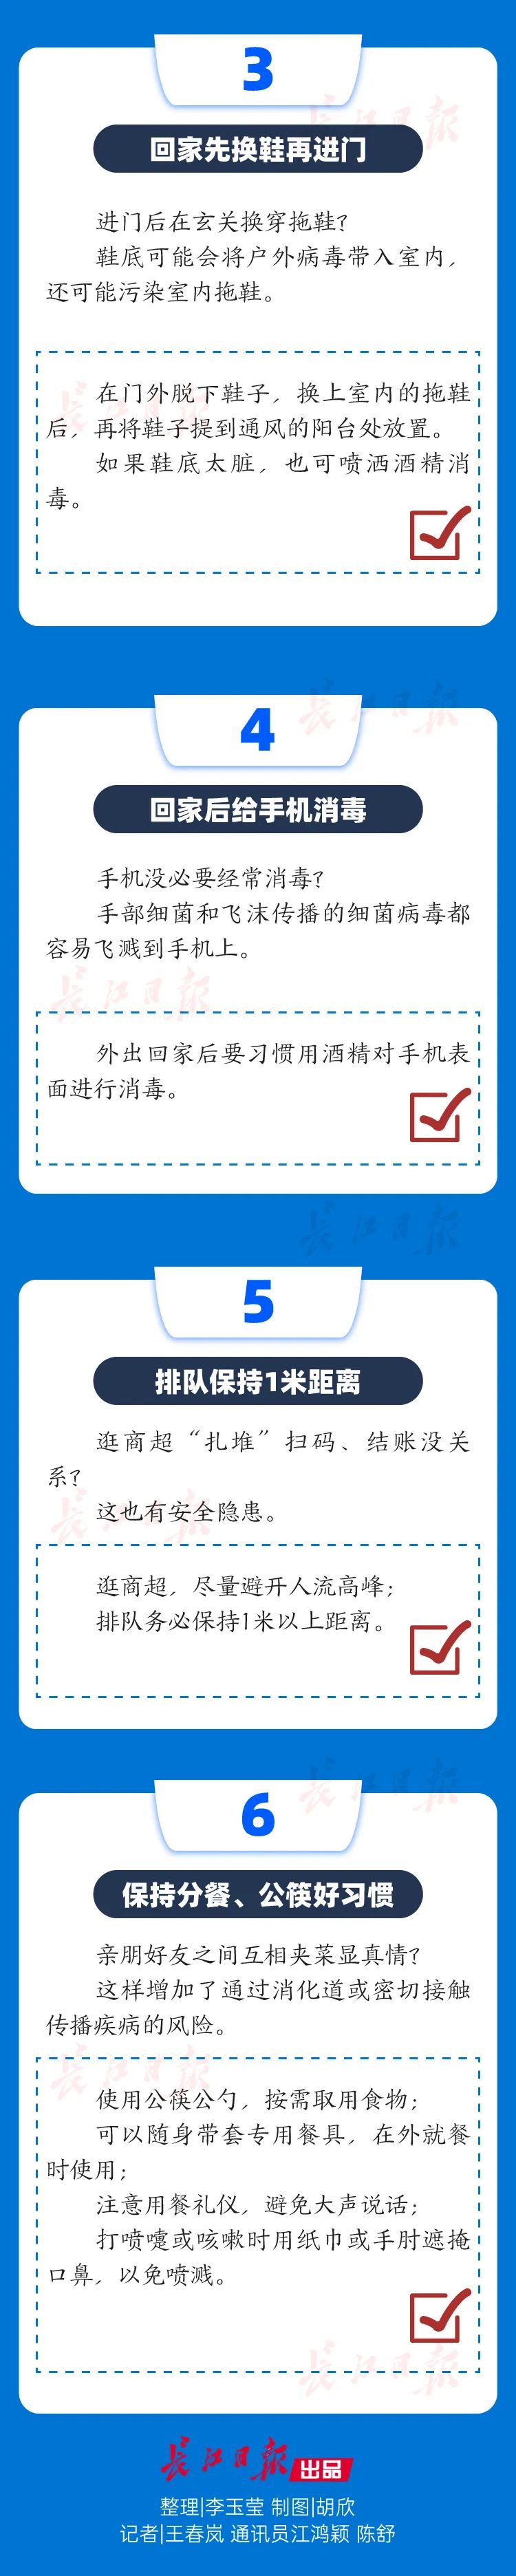 3
回家先换鞋再进门
进门后在玄关换穿拖鞋?
鞋底可能会将户外病毒带入室内,
还可能污染室内拖鞋。
在门外脱下鞋子,换上室内的拖鞋
后,再将鞋子提到通风的阳台处放置。
如果鞋底太脏,也可喷洒酒精消
毒。
4
回家后给手机消毒
手机没必要经常消毒?
手部细菌和飞沫传播的细菌病毒都
容易飞溅到手机上。
外出回家后要习惯用酒精对手机表
面进行消毒。
5
排队保持1米距离
逛商超“扎堆”扫码、结账没关
系?
这也有安全隐患。
逛商超,尽量避开人流高峰;
排队务必保持1米以上距离。
6
保持分餐、公筷好习惯
亲朋好友之间互相夹菜显真情?
这样增加了通过消化道或密切接触
传播疾病的风险。
使用公筷公勺,按需取用食物;
可以随身带套专用餐具,在外就餐
时使用;
注意用餐礼仪,避免大声说话;
打喷嚏或咳嗽时用纸巾或手肘遮掩
口鼻,以免喷溅。
长江日报 出品
整理|李玉莹 制图|胡欣
记者|王春岚 通讯员江鸿颖 陈舒